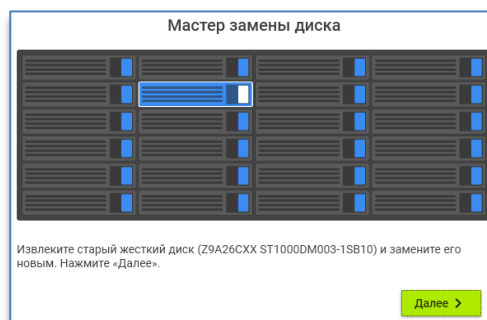 Мастер замены диска
Извлеките старый жесткий диск (Z9A26CXX ST1000DM003-1SB10) и замените его
новым. Нажмите «Далее».
Далее